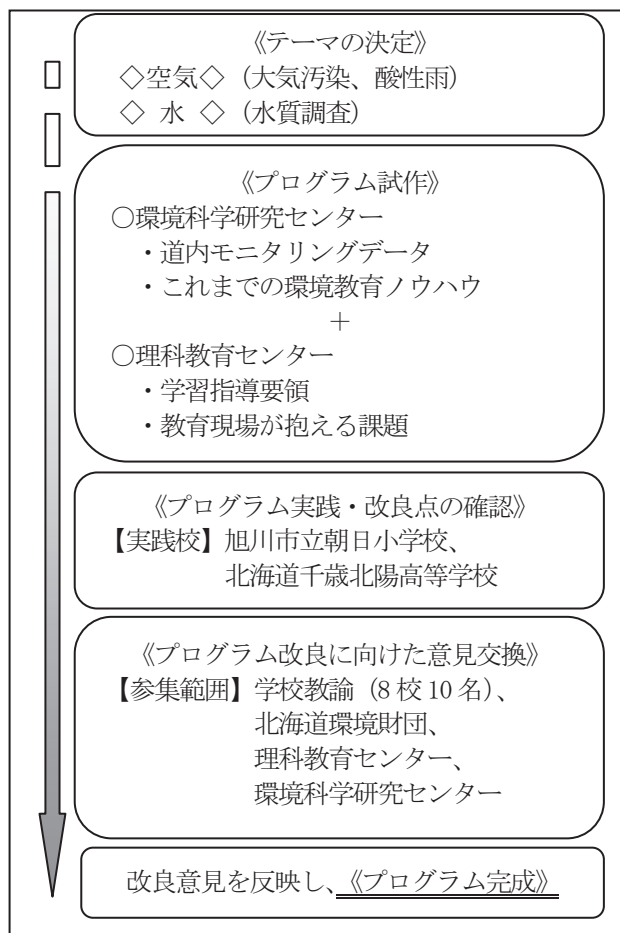 《テーマの決定》
◇空気◇（大気汚染、酸性雨）
◇ 水 ◇（水質調査）
《プログラム試作》
○環境科学研究センター
・道内モニタリングデータ
・これまでの環境教育ノウハウ
＋
○理科教育センター
・学習指導要領
・教育現場が抱える課題
《プログラム実践・改良点の確認》
【実践校】旭川市立朝日小学校、
北海道千歳北陽高等学校
《プログラム改良に向けた意見交換》
【参集範囲】学校教諭（8 校 10 名）、
北海道環境財団、
理科教育センター、
環境科学研究センター
改良意見を反映し、《プログラム完成》